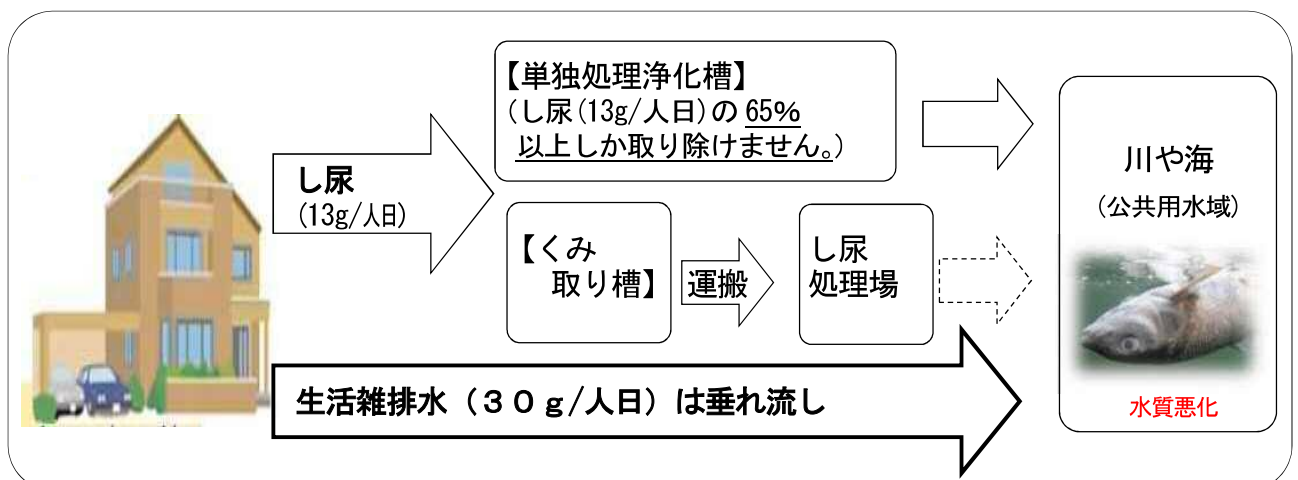 し尿
(13g/人日)
【単独処理浄化槽】
(し尿(13g/人日)の 65%
以上しか取り除けません。)
【くみ
取り槽】
運搬
し尿
処理場
生活雑排水（３０ｇ/人日）は垂れ流し
川や海
(公共用水域)
水質悪化